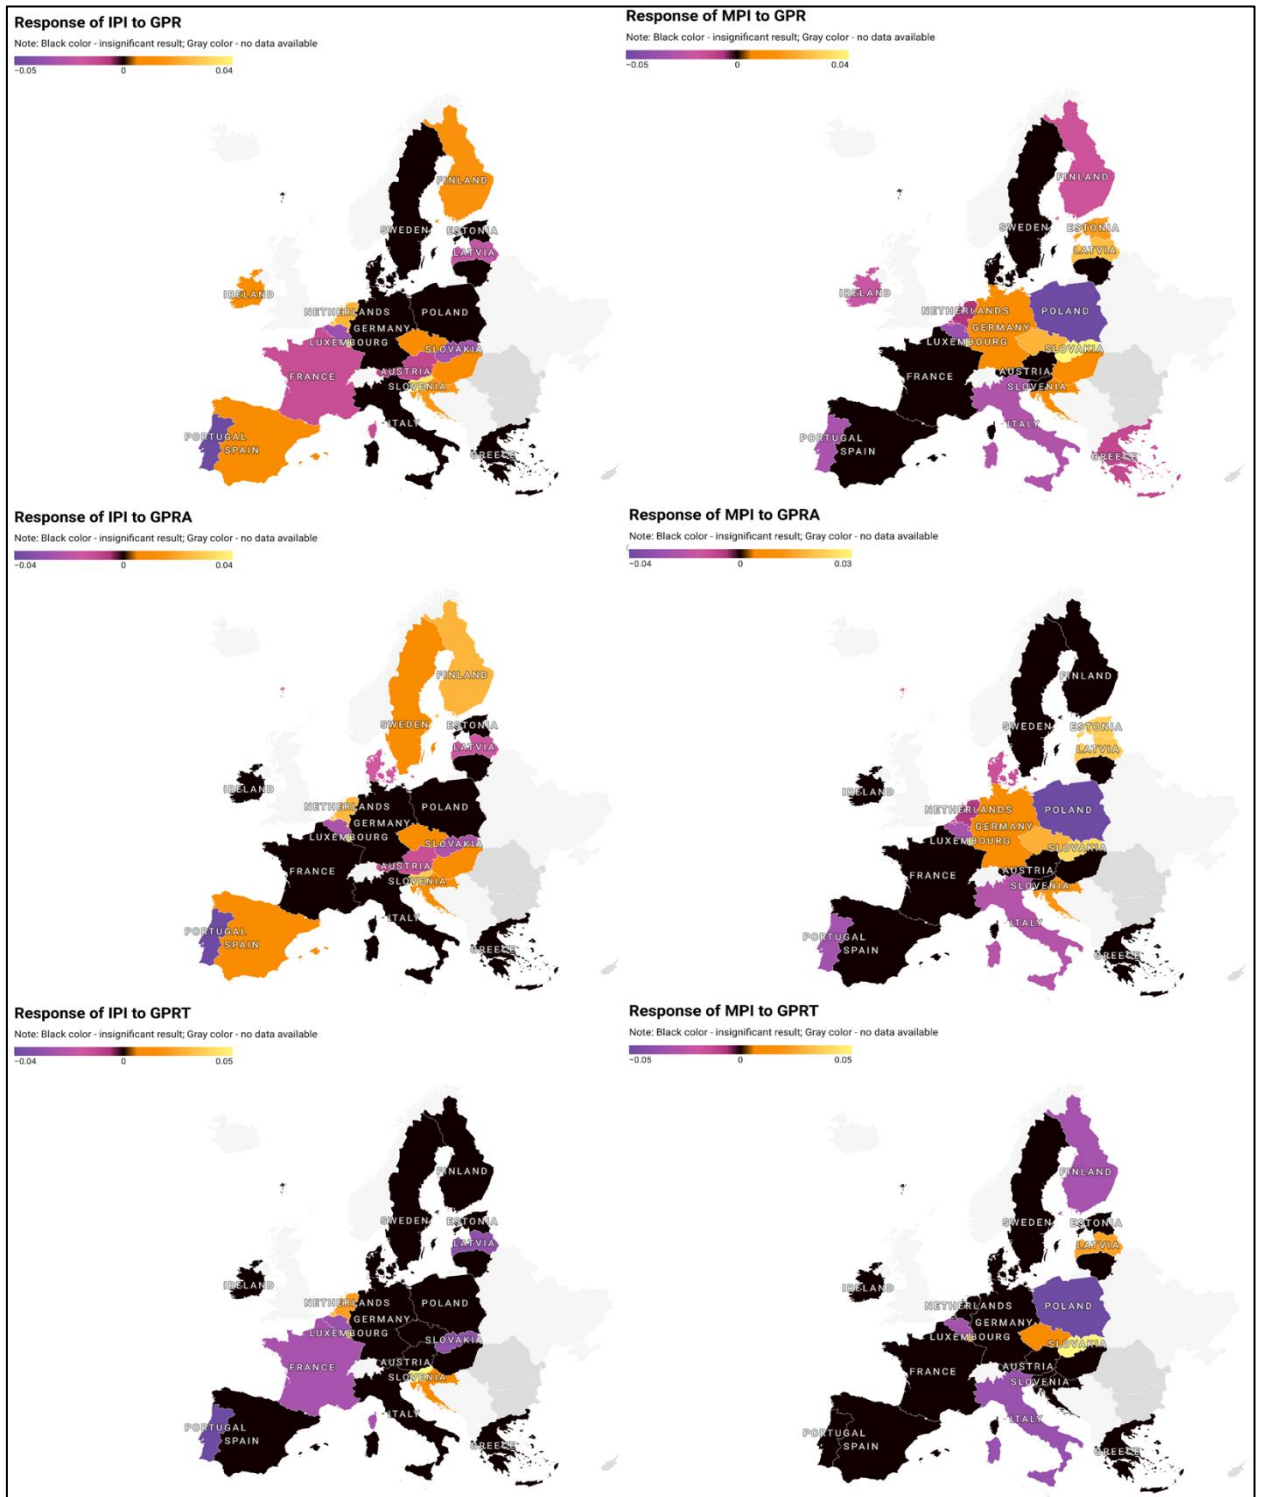 Response of IPI to GPR
Note: Black color - insignificant result; Gray color - no data available
−0.05 0 0.04
FINLAND
SWEDEN
ESTONIA
LATVIA
IRELAND
NETHERLANDS
POLAND
GERMANY
LUXEMBOURG
SLOVAKIA
FRANCE
AUSTRIA
SLOVENIA
ITALY
PORTUGAL
SPAIN
GREECE
Response of MPI to GPR
Note: Black color - insignificant result; Gray color - no data available
−0.05 0 0.04
FINLAND
SWEDEN
ESTONIA
LATVIA
IRELAND
NETHERLANDS
POLAND
GERMANY
LUXEMBOURG
SLOVAKIA
FRANCE
AUSTRIA
SLOVENIA
ITALY
PORTUGAL
SPAIN
GREECE
Response of IPI to GPRA
Note: Black color - insignificant result; Gray color - no data available
−0.04 0 0.04
FINLAND
SWEDEN
ESTONIA
LATVIA
IRELAND
NETHERLANDS
POLAND
GERMANY
LUXEMBOURG
SLOVAKIA
FRANCE
AUSTRIA
SLOVENIA
ITALY
PORTUGAL
SPAIN
GREECE
Response of MPI to GPRA
Note: Black color - insignificant result; Gray color - no data available
−0.04 0 0.03
FINLAND
SWEDEN
ESTONIA
LATVIA
IRELAND
NETHERLANDS
POLAND
GERMANY
LUXEMBOURG
SLOVAKIA
FRANCE
AUSTRIA
SLOVENIA
ITALY
PORTUGAL
SPAIN
GREECE
Response of IPI to GPRT
Note: Black color - insignificant result; Gray color - no data available
−0.04 0 0.05
FINLAND
SWEDEN
ESTONIA
LATVIA
IRELAND
NETHERLANDS
POLAND
GERMANY
LUXEMBOURG
SLOVAKIA
FRANCE
AUSTRIA
SLOVENIA
ITALY
PORTUGAL
SPAIN
GREECE
Response of MPI to GPRT
Note: Black color - insignificant result; Gray color - no data available
−0.05 0 0.05
FINLAND
SWEDEN
ESTONIA
LATVIA
IRELAND
NETHERLANDS
POLAND
GERMANY
LUXEMBOURG
SLOVAKIA
FRANCE
AUSTRIA
SLOVENIA
ITALY
PORTUGAL
SPAIN
GREECE